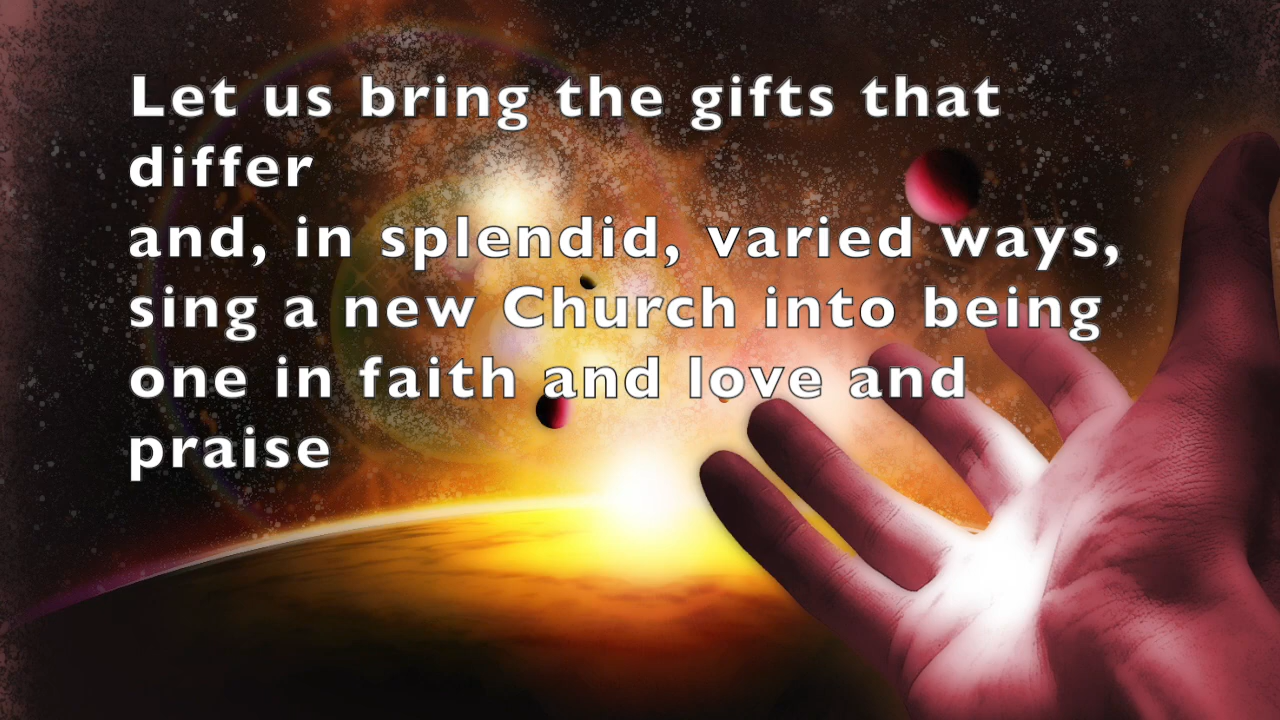 Let us bring the gifts that
differ
and, in splendid, varied ways,
sing a new Church into being
one in faith and love and
praise